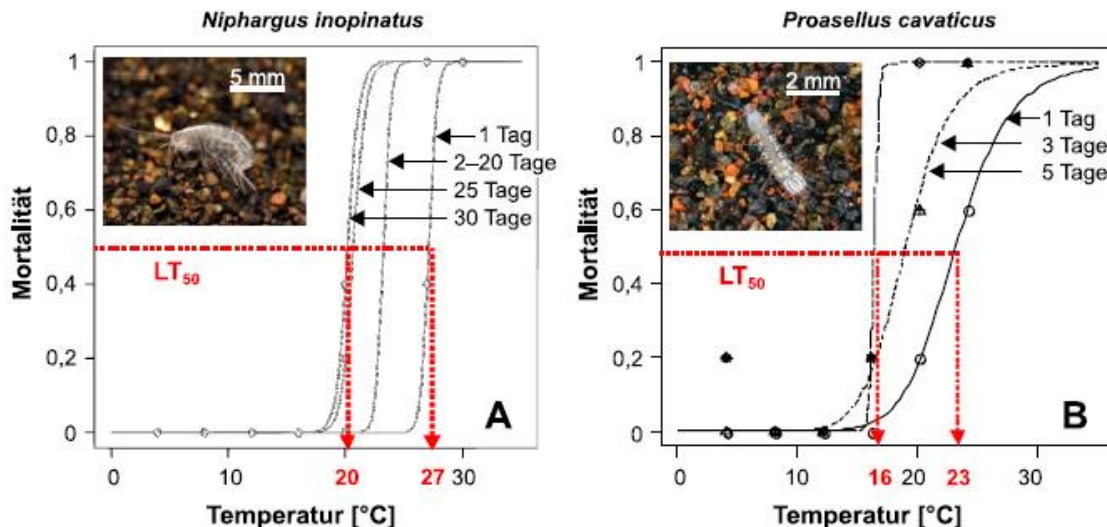 Niphargus inopinatus
5 mm
1 Tag
2–20 Tage
25 Tage
30 Tage
LT50
Mortalität
1
0,8
0,6
0,4
0,2
0
A
0 10 20 27 30
Temperatur [°C]
Proasellus cavaticus
2 mm
1 Tag
3 Tage
5 Tage
LT50
Mortalität
1
0,8
0,6
0,4
0,2
0
B
0 10 16 20 23 30
Temperatur [°C]